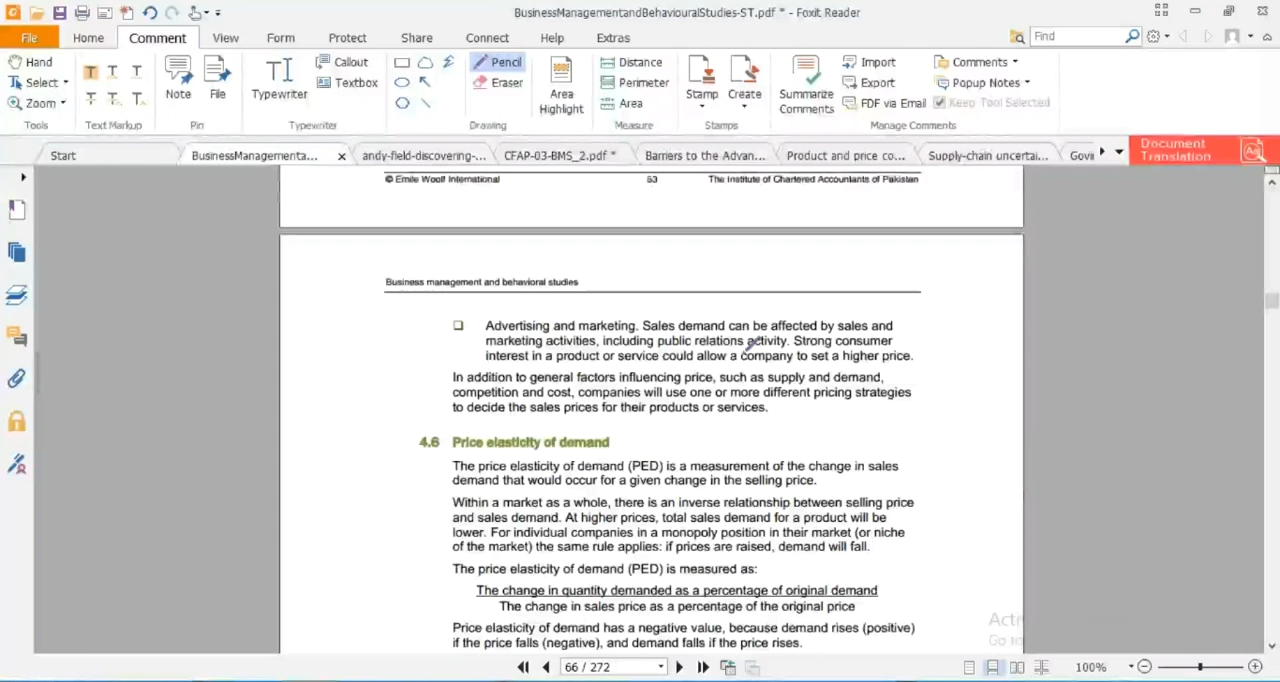 BusinessManagementandBehaviouralStudies-ST.pdf * - Foxit Reader
File Home Comment View Form Protect Share Connect Help Extras Find
Hand Select Zoom Tools
Text Markup
Note File Pin
Typewriter Callout Textbox Typewriter
Pencil Eraser Area Highlight Drawing
Distance Perimeter Area Measure
Stamp Create Stamps
Summarize Comments Import Export FDF via Email Comments Popup Notes Keep Tool Selected Manage Comments
Start BusinessManagementa... andy-field-discovering-... CFAP-03-BMS_2.pdf * Barriers to the Advan... Product and price co... Supply-chain uncertai... Govi Document Translation
© Emile Woolf International 53 The Institute of Chartered Accountants of Pakistan
Business management and behavioral studies
Advertising and marketing. Sales demand can be affected by sales and
marketing activities, including public relations activity. Strong consumer
interest in a product or service could allow a company to set a higher price.
In addition to general factors influencing price, such as supply and demand,
competition and cost, companies will use one or more different pricing strategies
to decide the sales prices for their products or services.
4.6 Price elasticity of demand
The price elasticity of demand (PED) is a measurement of the change in sales
demand that would occur for a given change in the selling price.
Within a market as a whole, there is an inverse relationship between selling price
and sales demand. At higher prices, total sales demand for a product will be
lower. For individual companies in a monopoly position in their market (or niche
of the market) the same rule applies: if prices are raised, demand will fall.
The price elasticity of demand (PED) is measured as:
The change in quantity demanded as a percentage of original demand
The change in sales price as a percentage of the original price
Price elasticity of demand has a negative value, because demand rises (positive)
if the price falls (negative), and demand falls if the price rises.
Acti
Go to
66 / 272 100%